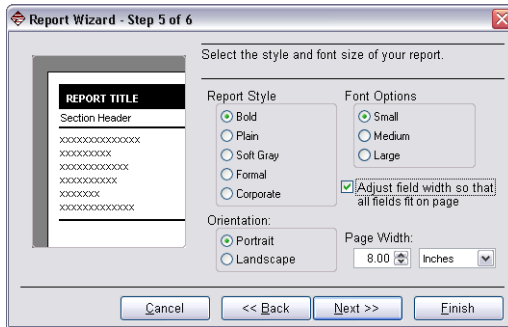 Report Wizard - Step 5 of 6
Select the style and font size of your report.
REPORT TITLE
Section Header
xxxxxxxxxxxxxx
xxxxxxxxx
xxxxxxxxxxxx
xxxxxxxxxx
xxxxxxx
xxxxxxxxxxxxx
Report Style
Bold
Plain
Soft Gray
Formal
Corporate
Font Options
Small
Medium
Large
Adjust field width so that
all fields fit on page
Orientation:
Portrait
Landscape
Page Width:
8.00 Inches
Cancel << Back Next >> Finish